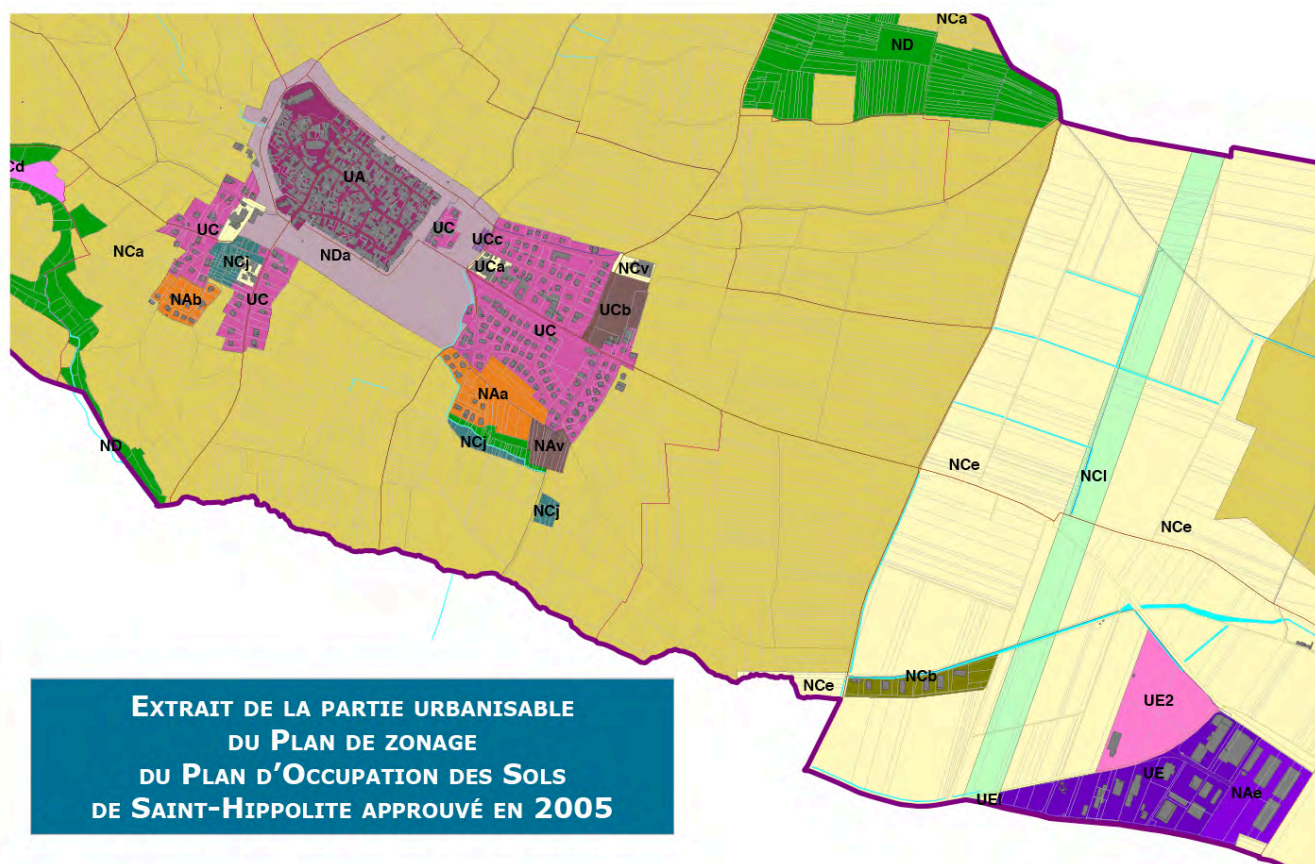 NCa
ND
Cd
UA
UC
UC
UCc
NDa
NCa
NCj
UCa
NCv
NAb
UC
UCb
UC
NAa
NCj
NAv
ND
NCe
NCl
NCj
NCe
NCb
NCe
UE2
UE
UEl
NAe
EXTRAIT DE LA PARTIE URBANISABLE
DU PLAN DE ZONAGE
DU PLAN D'OCCUPATION DES SOLS
DE SAINT-HIPPOLITE APPROUVÉ EN 2005